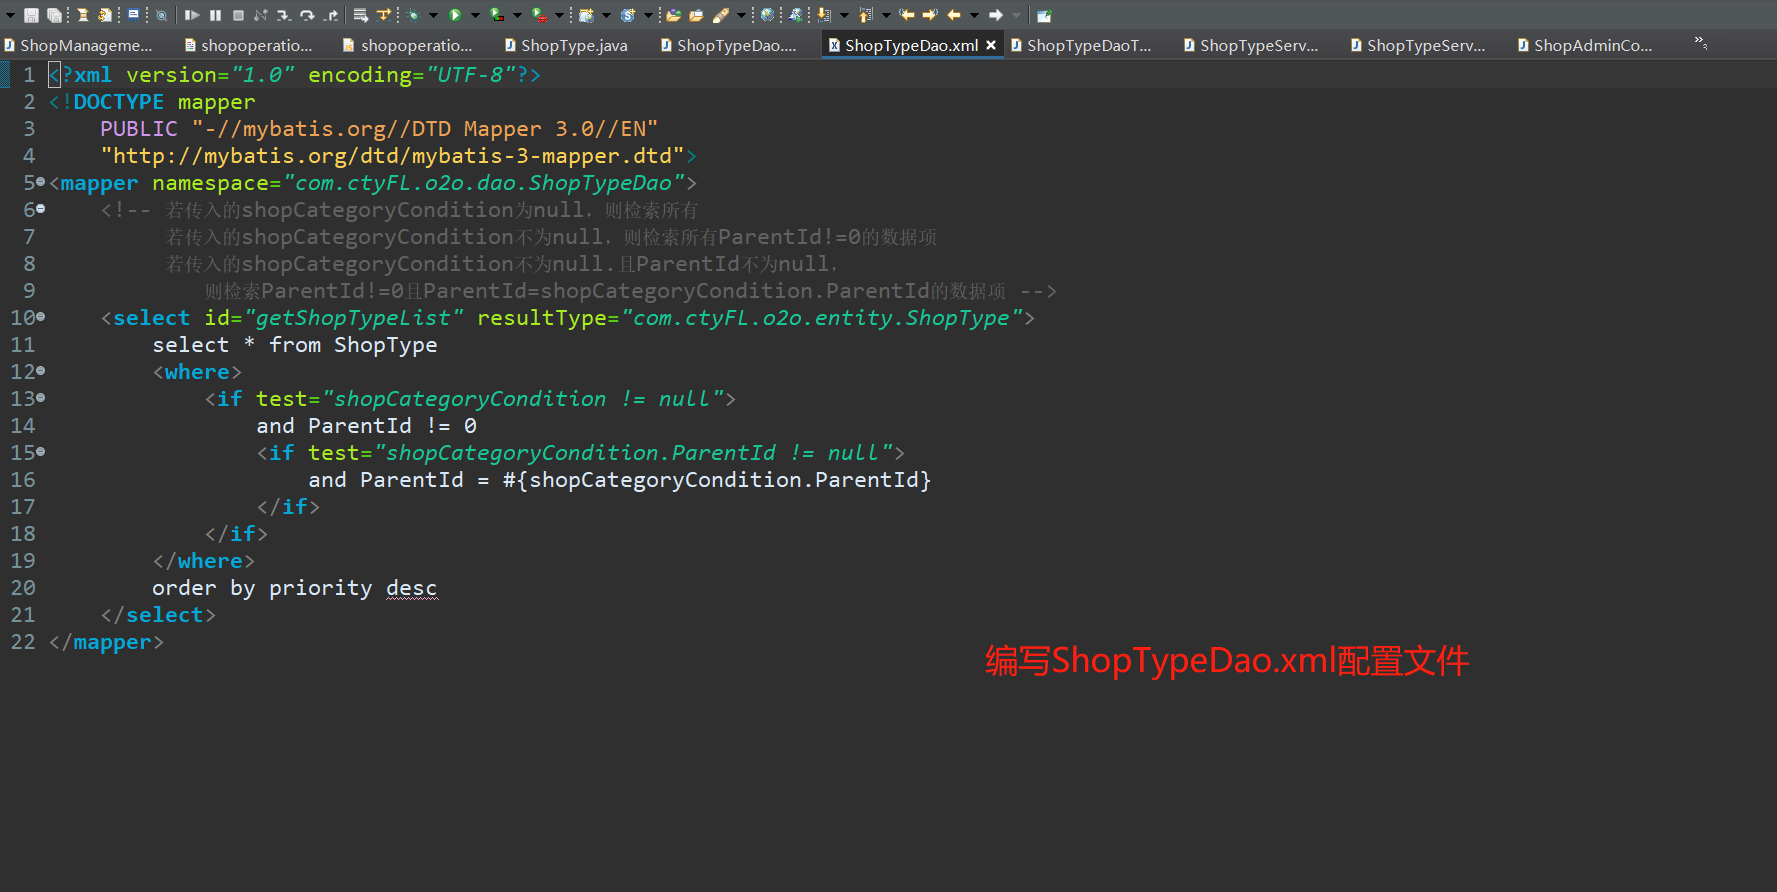 ShopManageme...
shopoperatio...
shopoperatio...
ShopType.java
ShopTypeDao....
ShopTypeDao.xml
ShopTypeDaoT...
ShopTypeServ...
ShopTypeServ...
ShopAdminCo...
1 <?xml version="1.0" encoding="UTF-8"?>
2 <!DOCTYPE mapper
3     PUBLIC "-//mybatis.org//DTD Mapper 3.0//EN"
4     "http://mybatis.org/dtd/mybatis-3-mapper.dtd">
5 <mapper namespace="com.ctyFL.o2o.dao.ShopTypeDao">
6     <!-- 若传入的shopCategoryCondition为null，则检索所有
7          若传入的shopCategoryCondition不为null，则检索所有ParentId!=0的数据项
8          若传入的shopCategoryCondition不为null.且ParentId不为null，
9             则检索ParentId!=0且ParentId=shopCategoryCondition.ParentId的数据项 -->
10     <select id="getShopTypeList" resultType="com.ctyFL.o2o.entity.ShopType">
11         select * from ShopType
12         <where>
13             <if test="shopCategoryCondition != null">
14                 and ParentId != 0
15                 <if test="shopCategoryCondition.ParentId != null">
16                     and ParentId = #{shopCategoryCondition.ParentId}
17                 </if>
18             </if>
19         </where>
20         order by priority desc
21     </select>
22 </mapper>
编写ShopTypeDao.xml配置文件